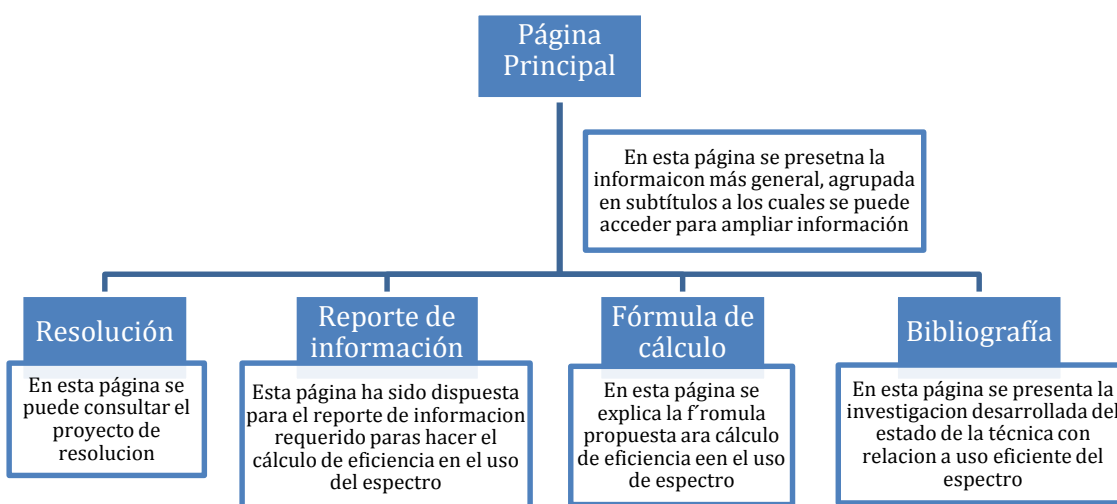 Página
Principal
En esta página se presetna la
informaicon más general, agrupada
en subtítulos a los cuales se puede
acceder para ampliar información
Resolución
En esta página se
puede consultar el
proyecto de
resolucion
Reporte de
información
Esta página ha sido dispuesta
para el reporte de informacion
requerido paras hacer el
cálculo de eficiencia en el uso
del espectro
Fórmula de
cálculo
En esta página se
explica la f´romula
propuesta ara cálculo
de eficiencia een el uso
de espectro
Bibliografía
En esta página se presenta la
investigacion desarrollada del
estado de la técnica con
relacion a uso eficiente del
espectro